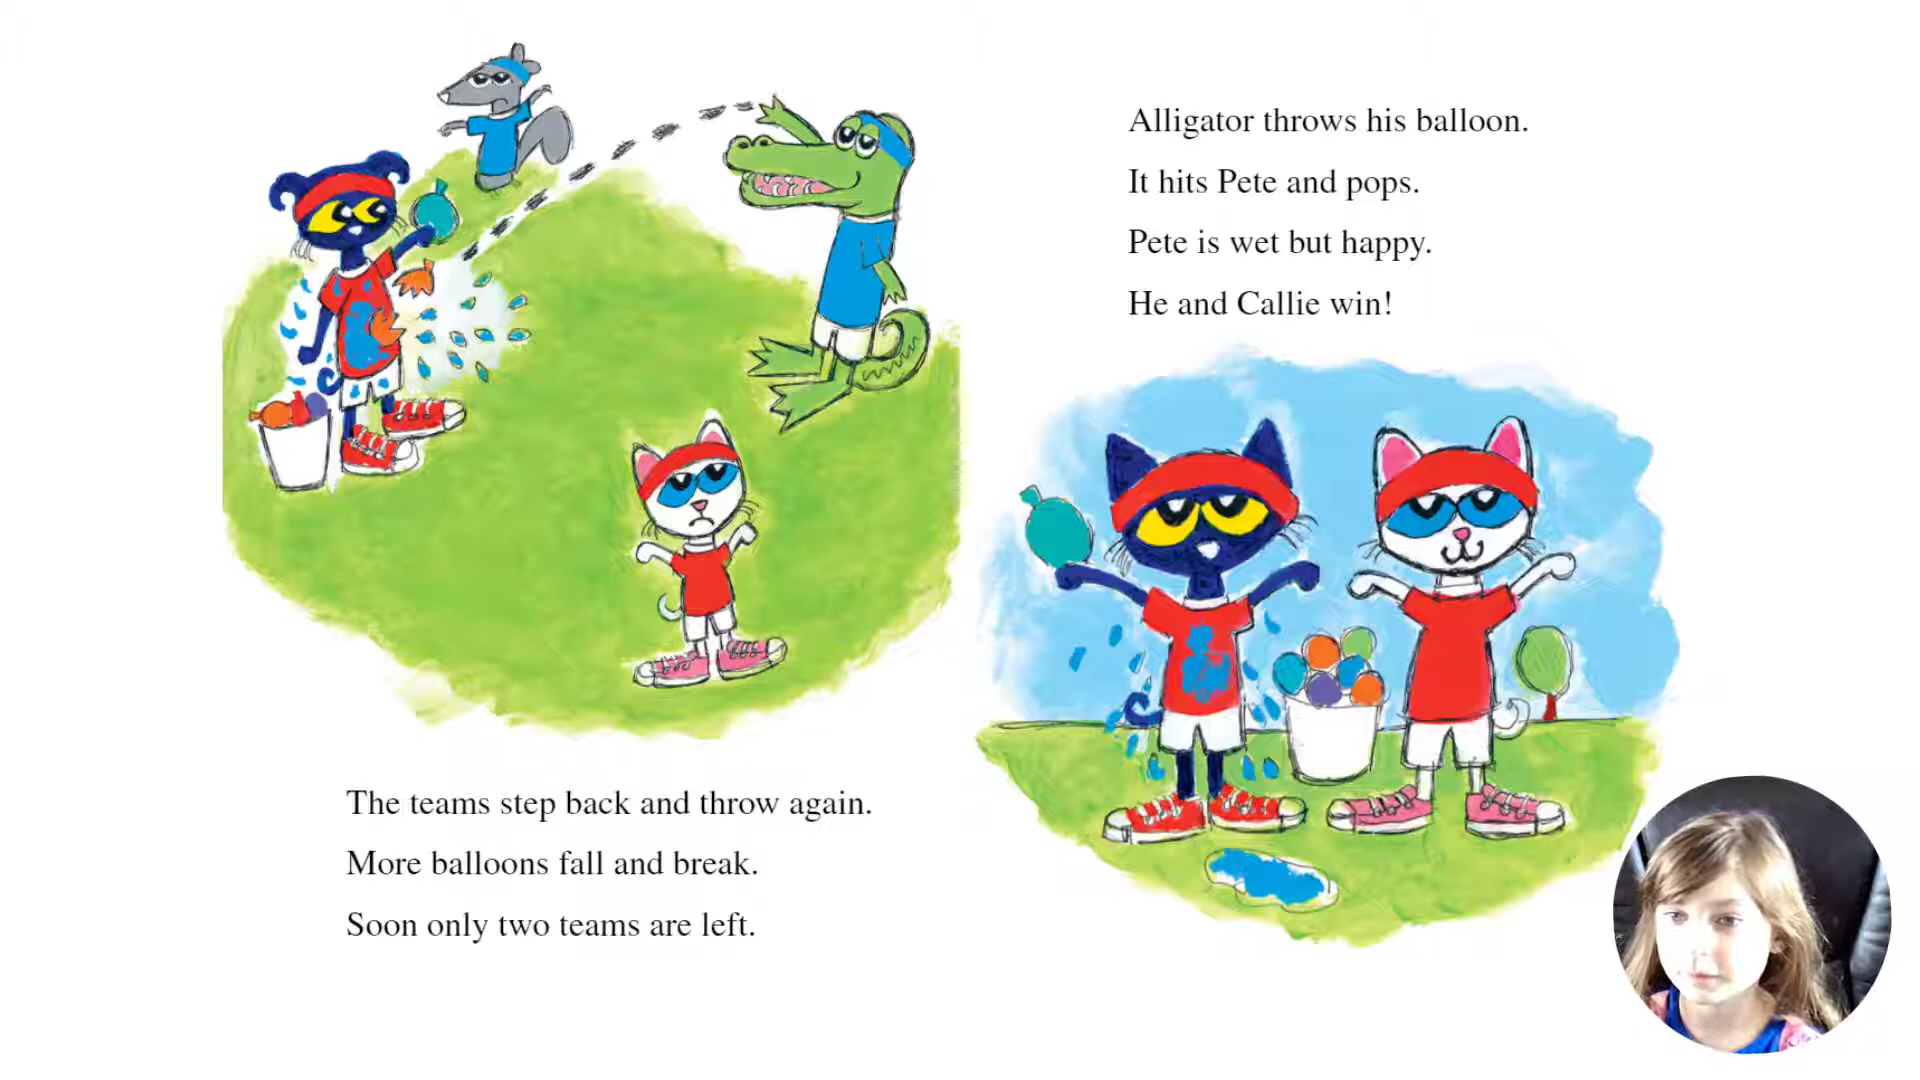 The teams step back and throw again.
More balloons fall and break.
Soon only two teams are left.
Alligator throws his balloon.
It hits Pete and pops.
Pete is wet but happy.
He and Callie win!